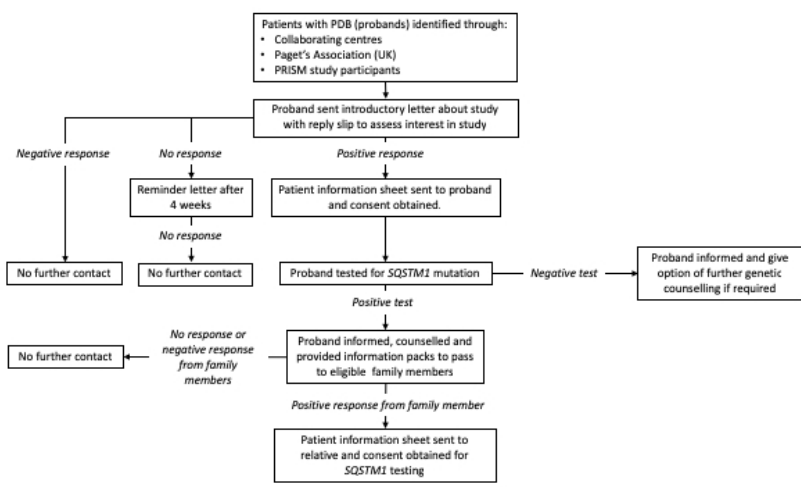 Patients with PDB (probands) identified through:
• Collaborating centres
• Paget's Association (UK)
• PRISM study participants
Proband sent introductory letter about study
with reply slip to assess interest in study
Negative response
No response
Positive response
Reminder letter after
4 weeks
Patient information sheet sent to proband
and consent obtained.
No response
No further contact
No further contact
Proband tested for SQSTM1 mutation
Negative test
Proband informed and give
option of further genetic
counselling if required
Positive test
No further contact
No response or
negative response
from family
members
Proband informed, counselled and
provided information packs to pass
to eligible family members
Positive response from family member
Patient information sheet sent to
relative and consent obtained for
SQSTM1 testing